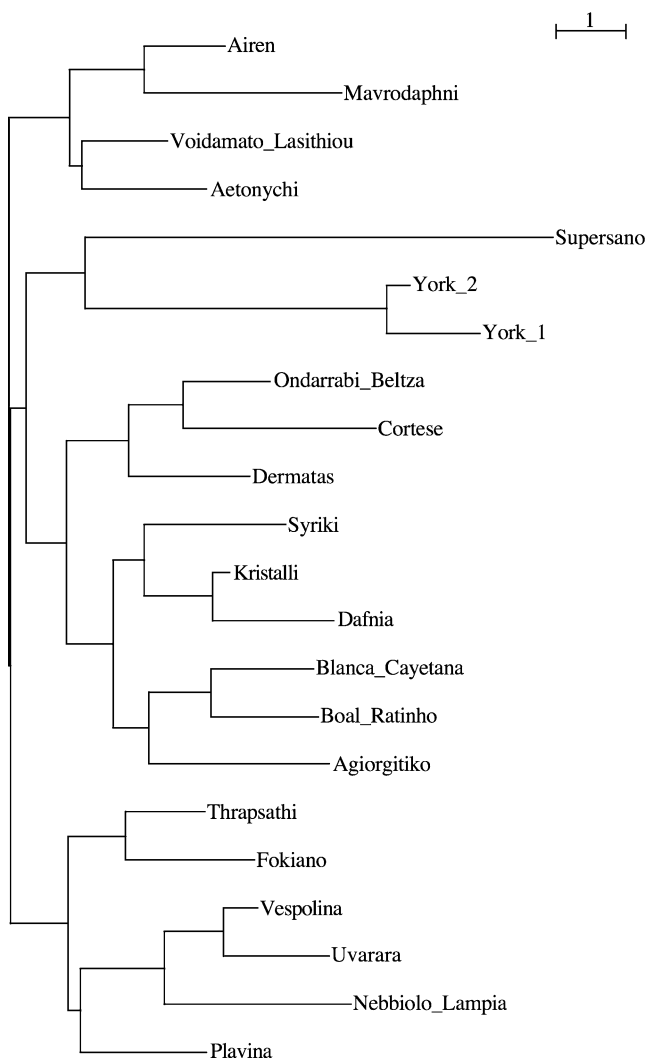 1
Airen
Mavrodaphni
Voidamato_Lasithiou
Aetonychi
Supersano
York_2
York_1
Ondarrabi_Beltza
Cortese
Dermatas
Syriki
Kristalli
Dafnia
Blanca_Cayetana
Boal_Ratinho
Agiorgitiko
Thrapsathi
Fokiano
Vespolina
Uvarara
Nebbiolo_Lampia
Plavina